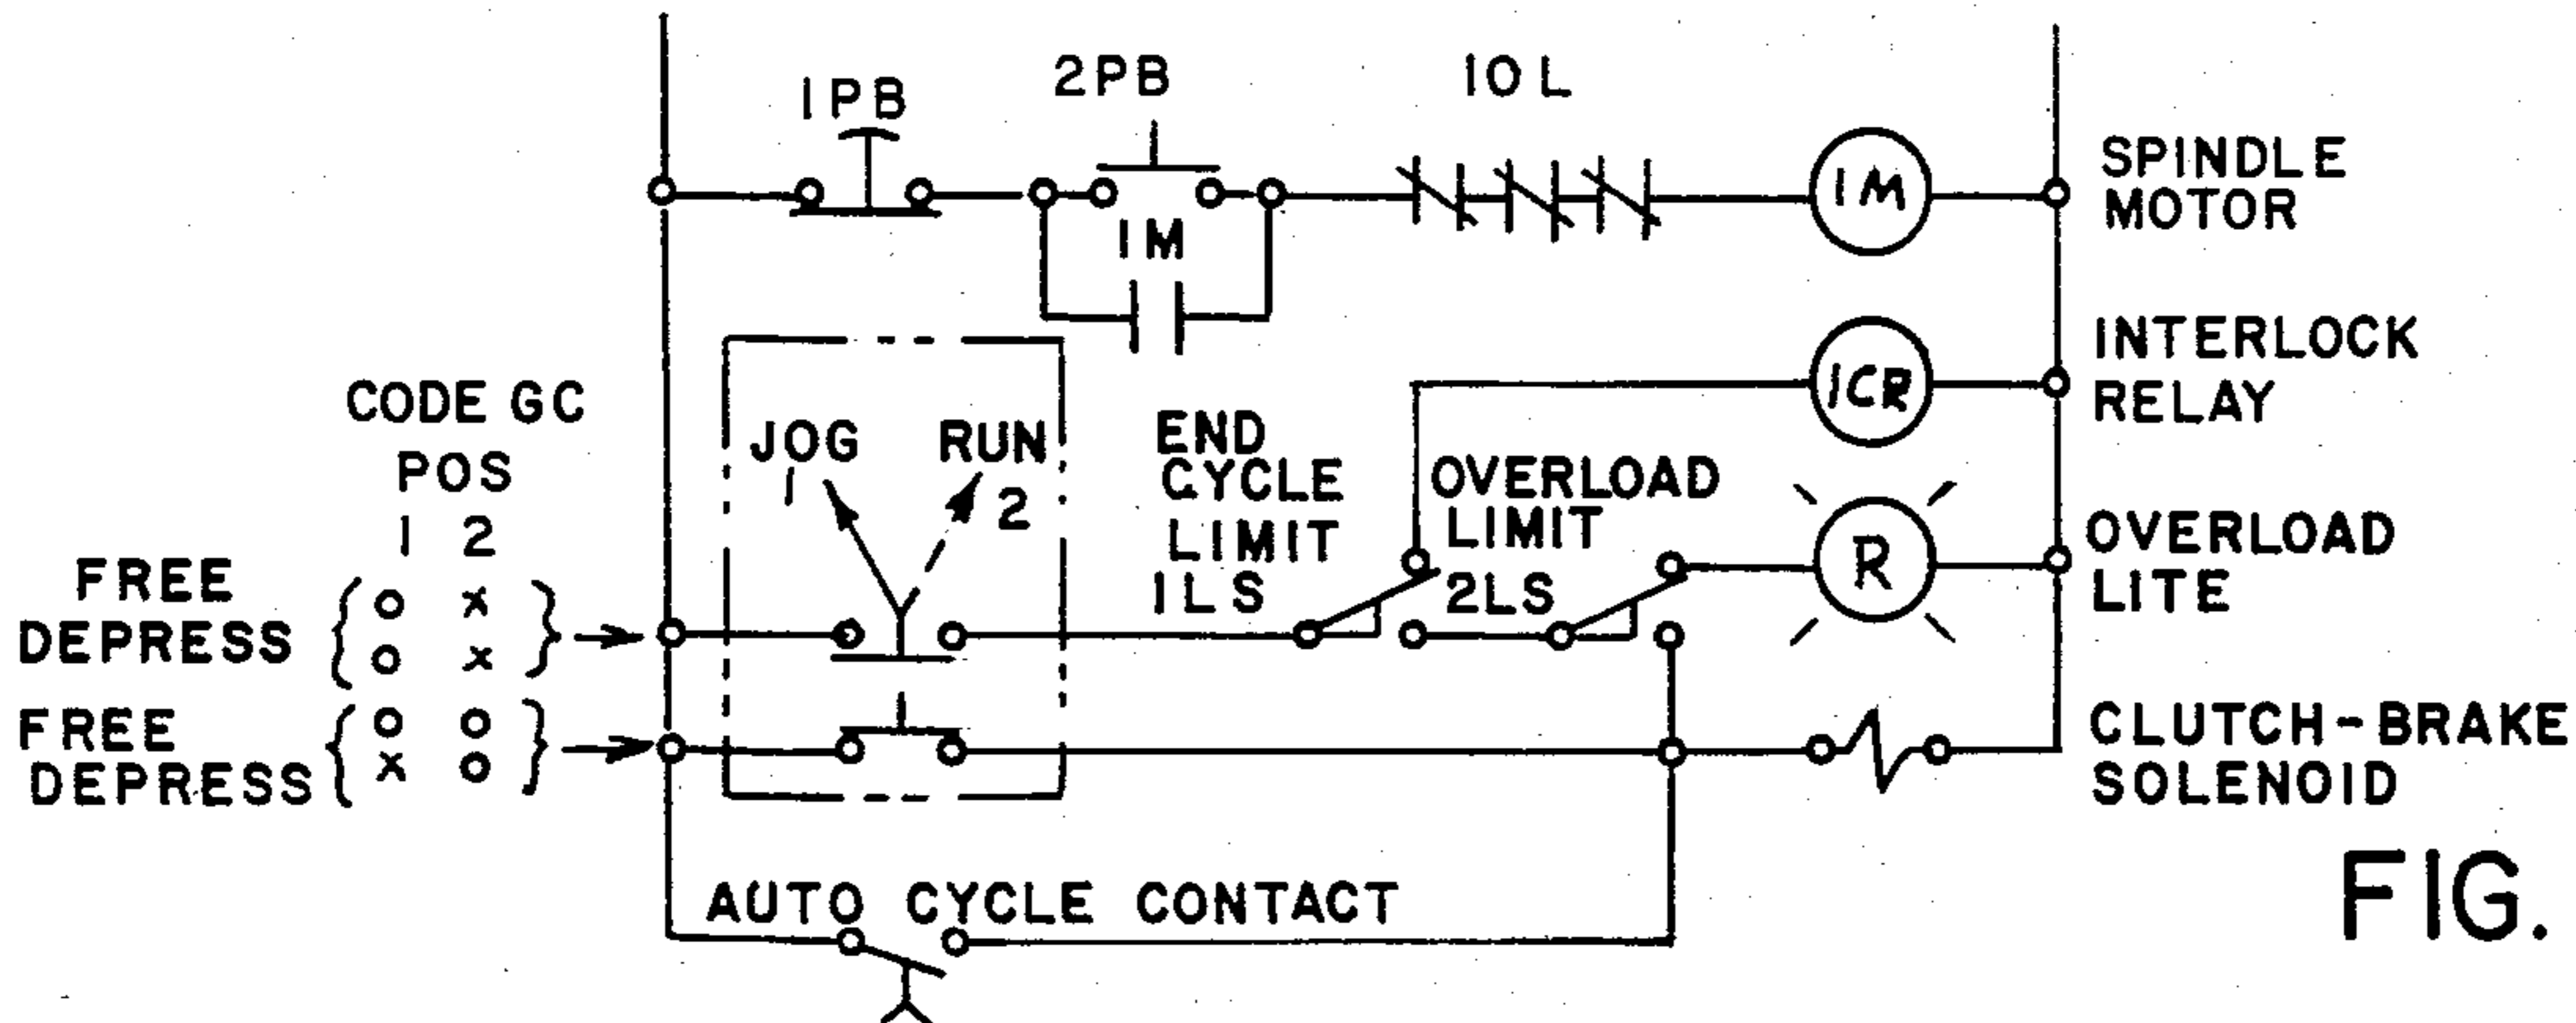 1PB
2PB
10L
1M
1M
SPINDLE
MOTOR
1CR
INTERLOCK
RELAY
CODE GC
POS
1 2
JOG
1
RUN
2
END
CYCLE
LIMIT
1LS
OVERLOAD
LIMIT
2LS
R
OVERLOAD
LITE
FREE O X
DEPRESS O X
FREE O O
DEPRESS X O
CLUTCH-BRAKE
SOLENOID
AUTO CYCLE CONTACT
FIG.